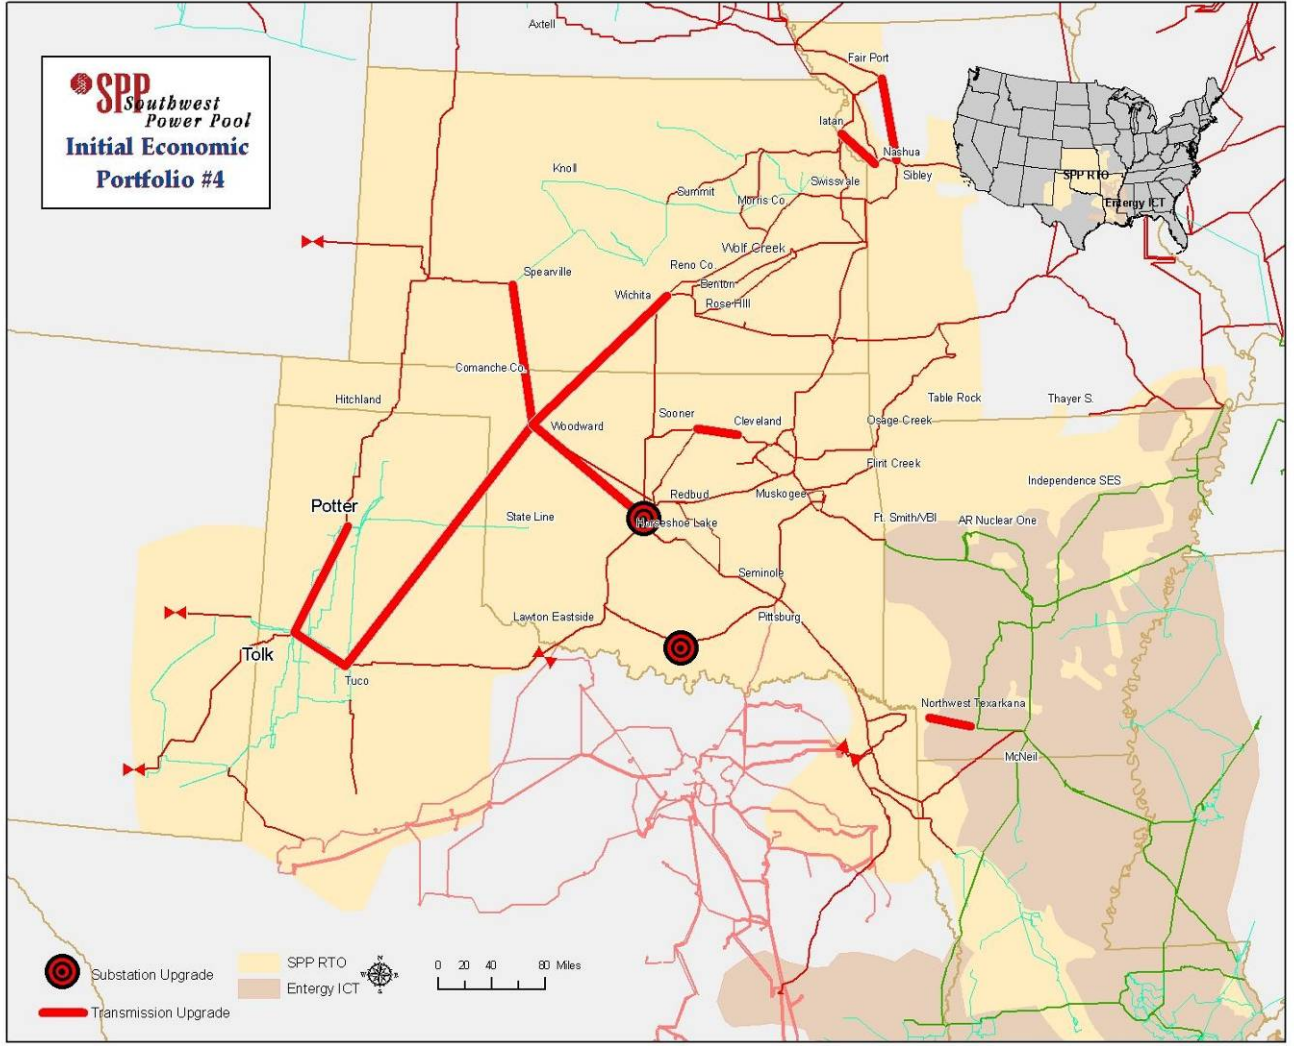 Axtell
Fair Port
SPP
Southwest
Power Pool
Initial Economic
Portfolio #4
Iatan
Nashua
Knoll
Swissvale
Sibley
SPP RTO
Summit
Morris Co.
Entergy ICT
Wolf Creek
Reno Co.
Spearville
Benton
Wichita
Rose Hill
Comanche Co.
Hitchland
Table Rock
Thayer S.
Sooner
Cleveland
Osage Creek
Woodward
Flint Creek
Independence SES
Redbud
Muskogee
Potter
State Line
Horseshoe Lake
Ft. Smith/VBI
AR Nuclear One
Seminole
Lawton Eastside
Pittsburg
Tolk
Tuco
Northwest Texarkana
McNeil
Substation Upgrade
SPP RTO
Entergy ICT
N
W
E
S
0 20 40 80 Miles
Transmission Upgrade